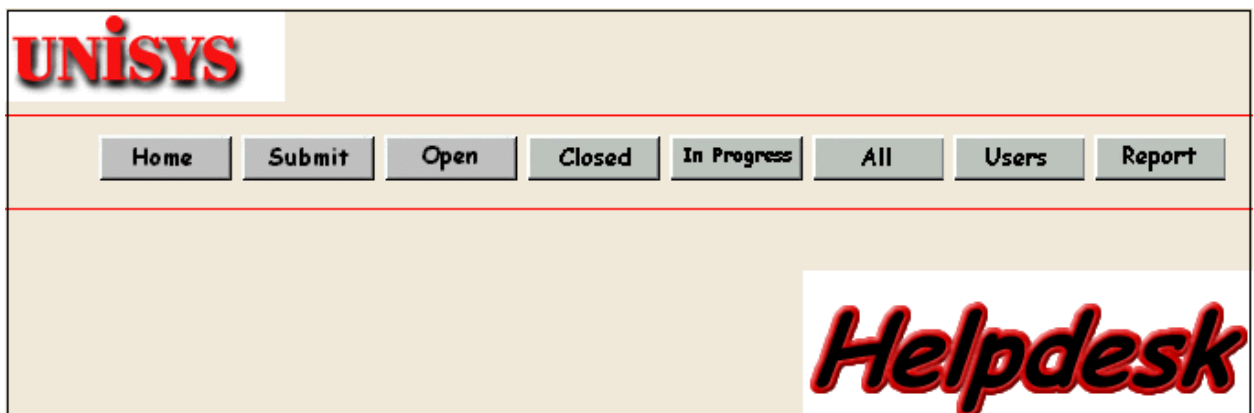 UNiSYS
Home Submit Open Closed In Progress All Users Report
Helpdesk